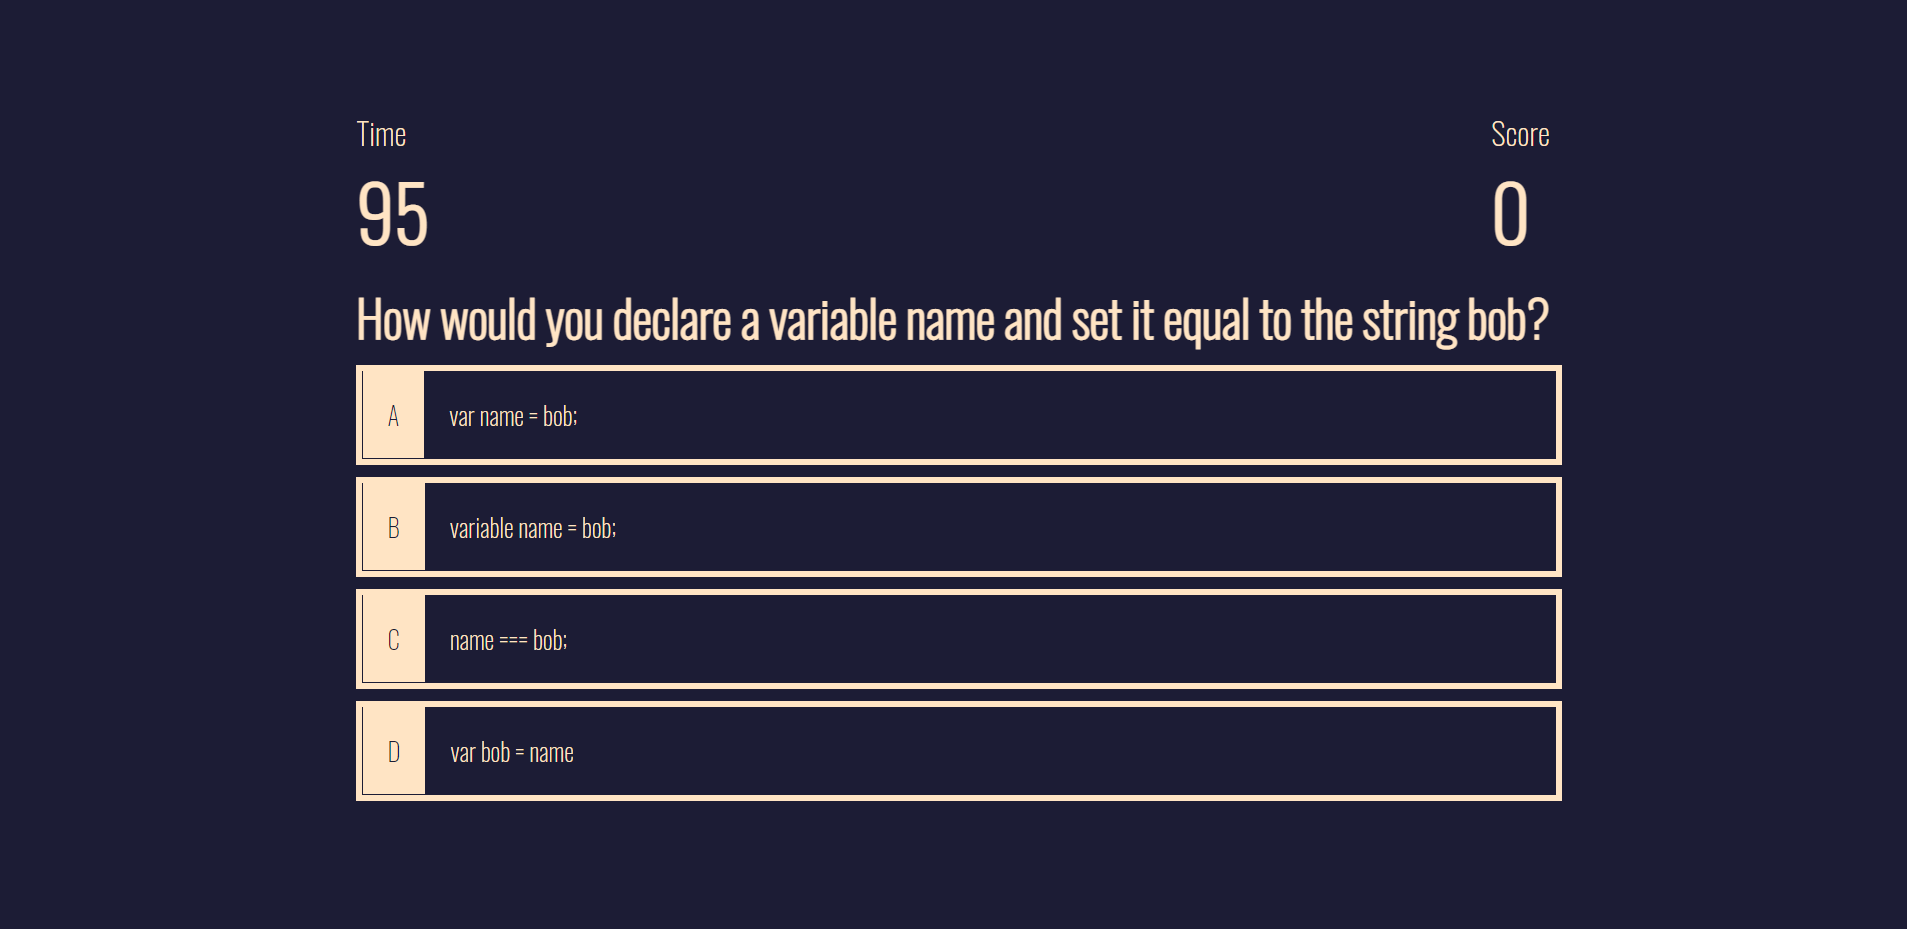 Time
Score
95
0
How would you declare a variable name and set it equal to the string bob?
A
var name = bob;
B
variable name = bob;
C
name === bob;
D
var bob = name